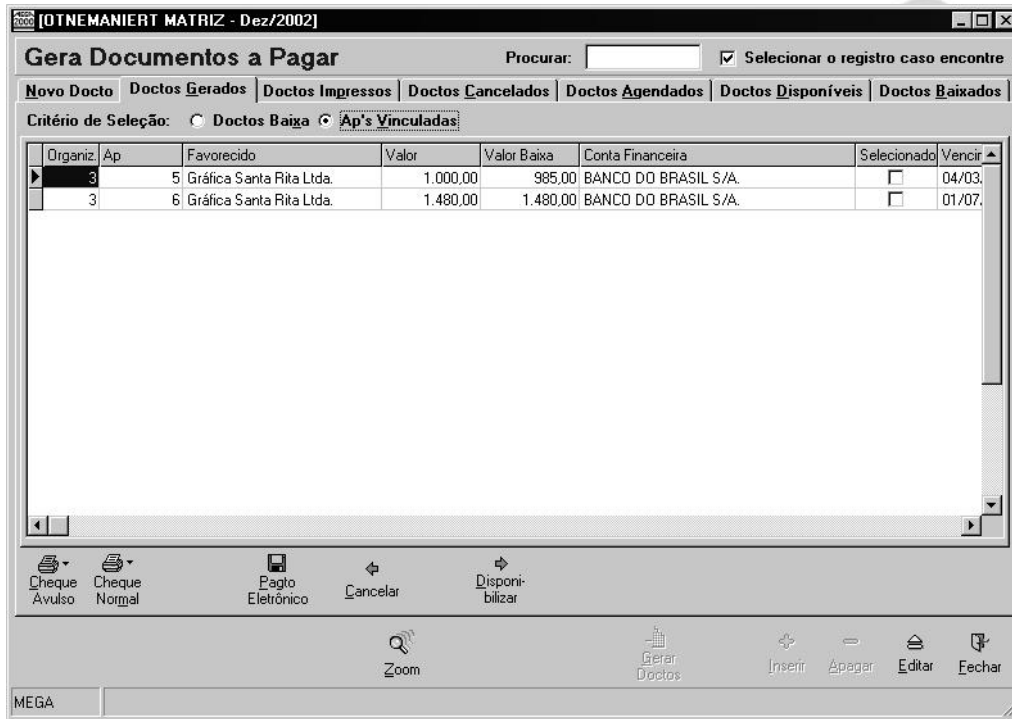 [OTNEMANIERT MATRIZ - Dez/2002]
Gera Documentos a Pagar Procurar: Selecionar o registro caso encontre
Novo Docto Doctos Gerados Doctos Impressos Doctos Cancelados Doctos Agendados Doctos Disponíveis Doctos Baixados
Critério de Seleção: Doctos Baixa Ap's Vinculadas
Organiz. Ap Favorecido Valor Valor Baixa Conta Financeira Selecionado Vencir
3 5 Gráfica Santa Rita Ltda. 1.000,00 985,00 BANCO DO BRASIL S/A. 04/03.
3 6 Gráfica Santa Rita Ltda. 1.480,00 1.480,00 BANCO DO BRASIL S/A. 01/07.
Cheque Avulso
Cheque Normal
Pagto Eletrônico
Cancelar
Disponi-
bilizar
Zoom
Gerar Doctos
Inserir
Apagar
Editar
Fechar
MEGA